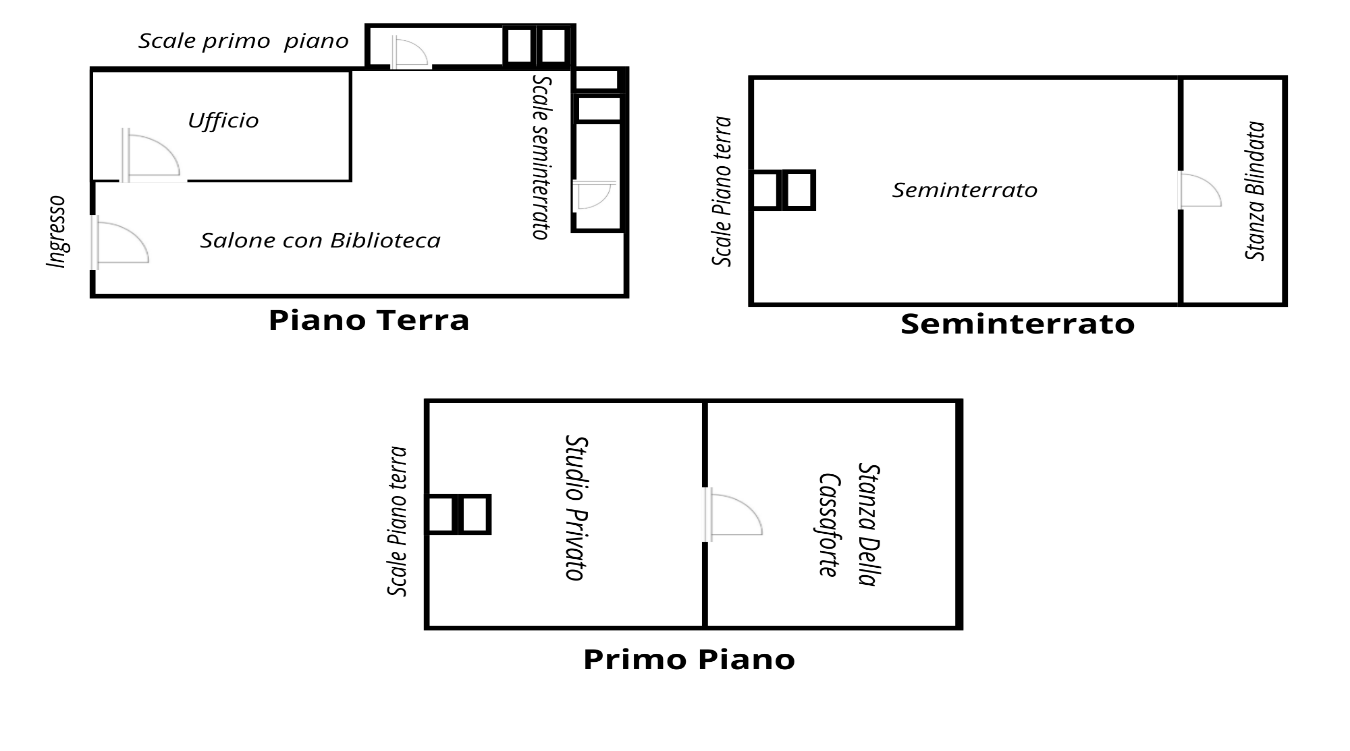 Scale primo piano
Ufficio
Scale seminterrato
Ingresso
Salone con Biblioteca
Piano Terra
Scale Piano terra
Seminterrato
Stanza Blindata
Seminterrato
Scale Piano terra
Studio Privato
Stanza Della
Cassaforte
Primo Piano